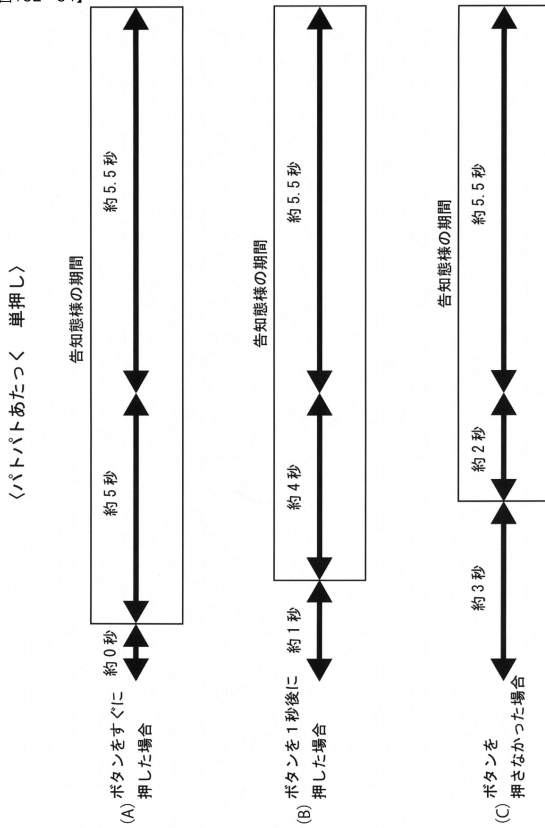 〈パトパトあたっく　単押し〉
告知態様の期間
(A)
ボタンをすぐに
押した場合
約0秒
約5秒
約5.5秒
告知態様の期間
(B)
ボタンを1秒後に
押した場合
約1秒
約4秒
約5.5秒
告知態様の期間
(C)
ボタンを
押さなかった場合
約3秒
約2秒
約5.5秒